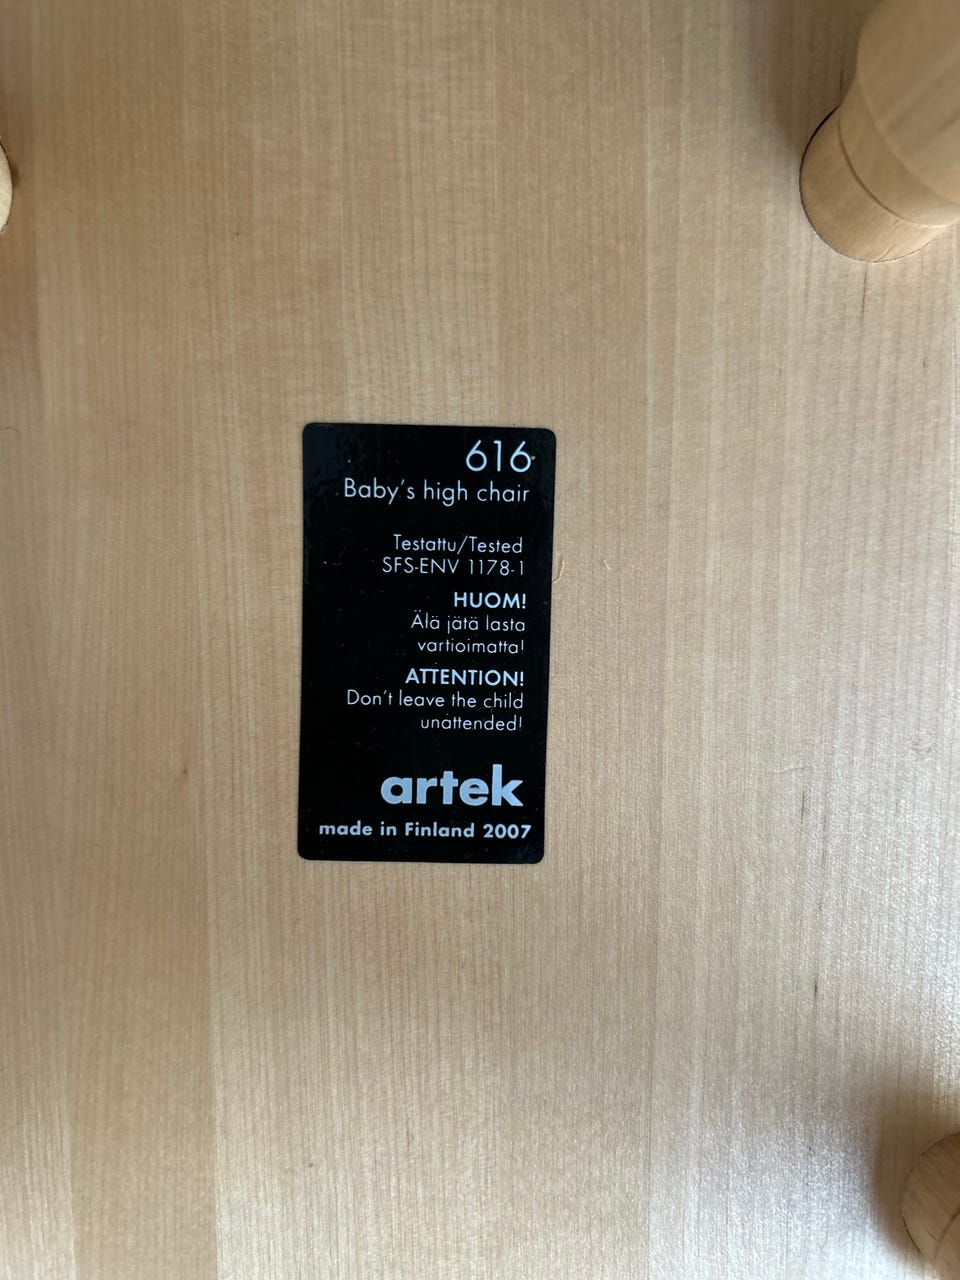 616
Baby's high chair
Testattu/Tested
SFS-ENV 1178-1
HUOM!
Älä jätä lasta
vartioimatta!
ATTENTION!
Don't leave the child
unattended!
artek
made in Finland 2007